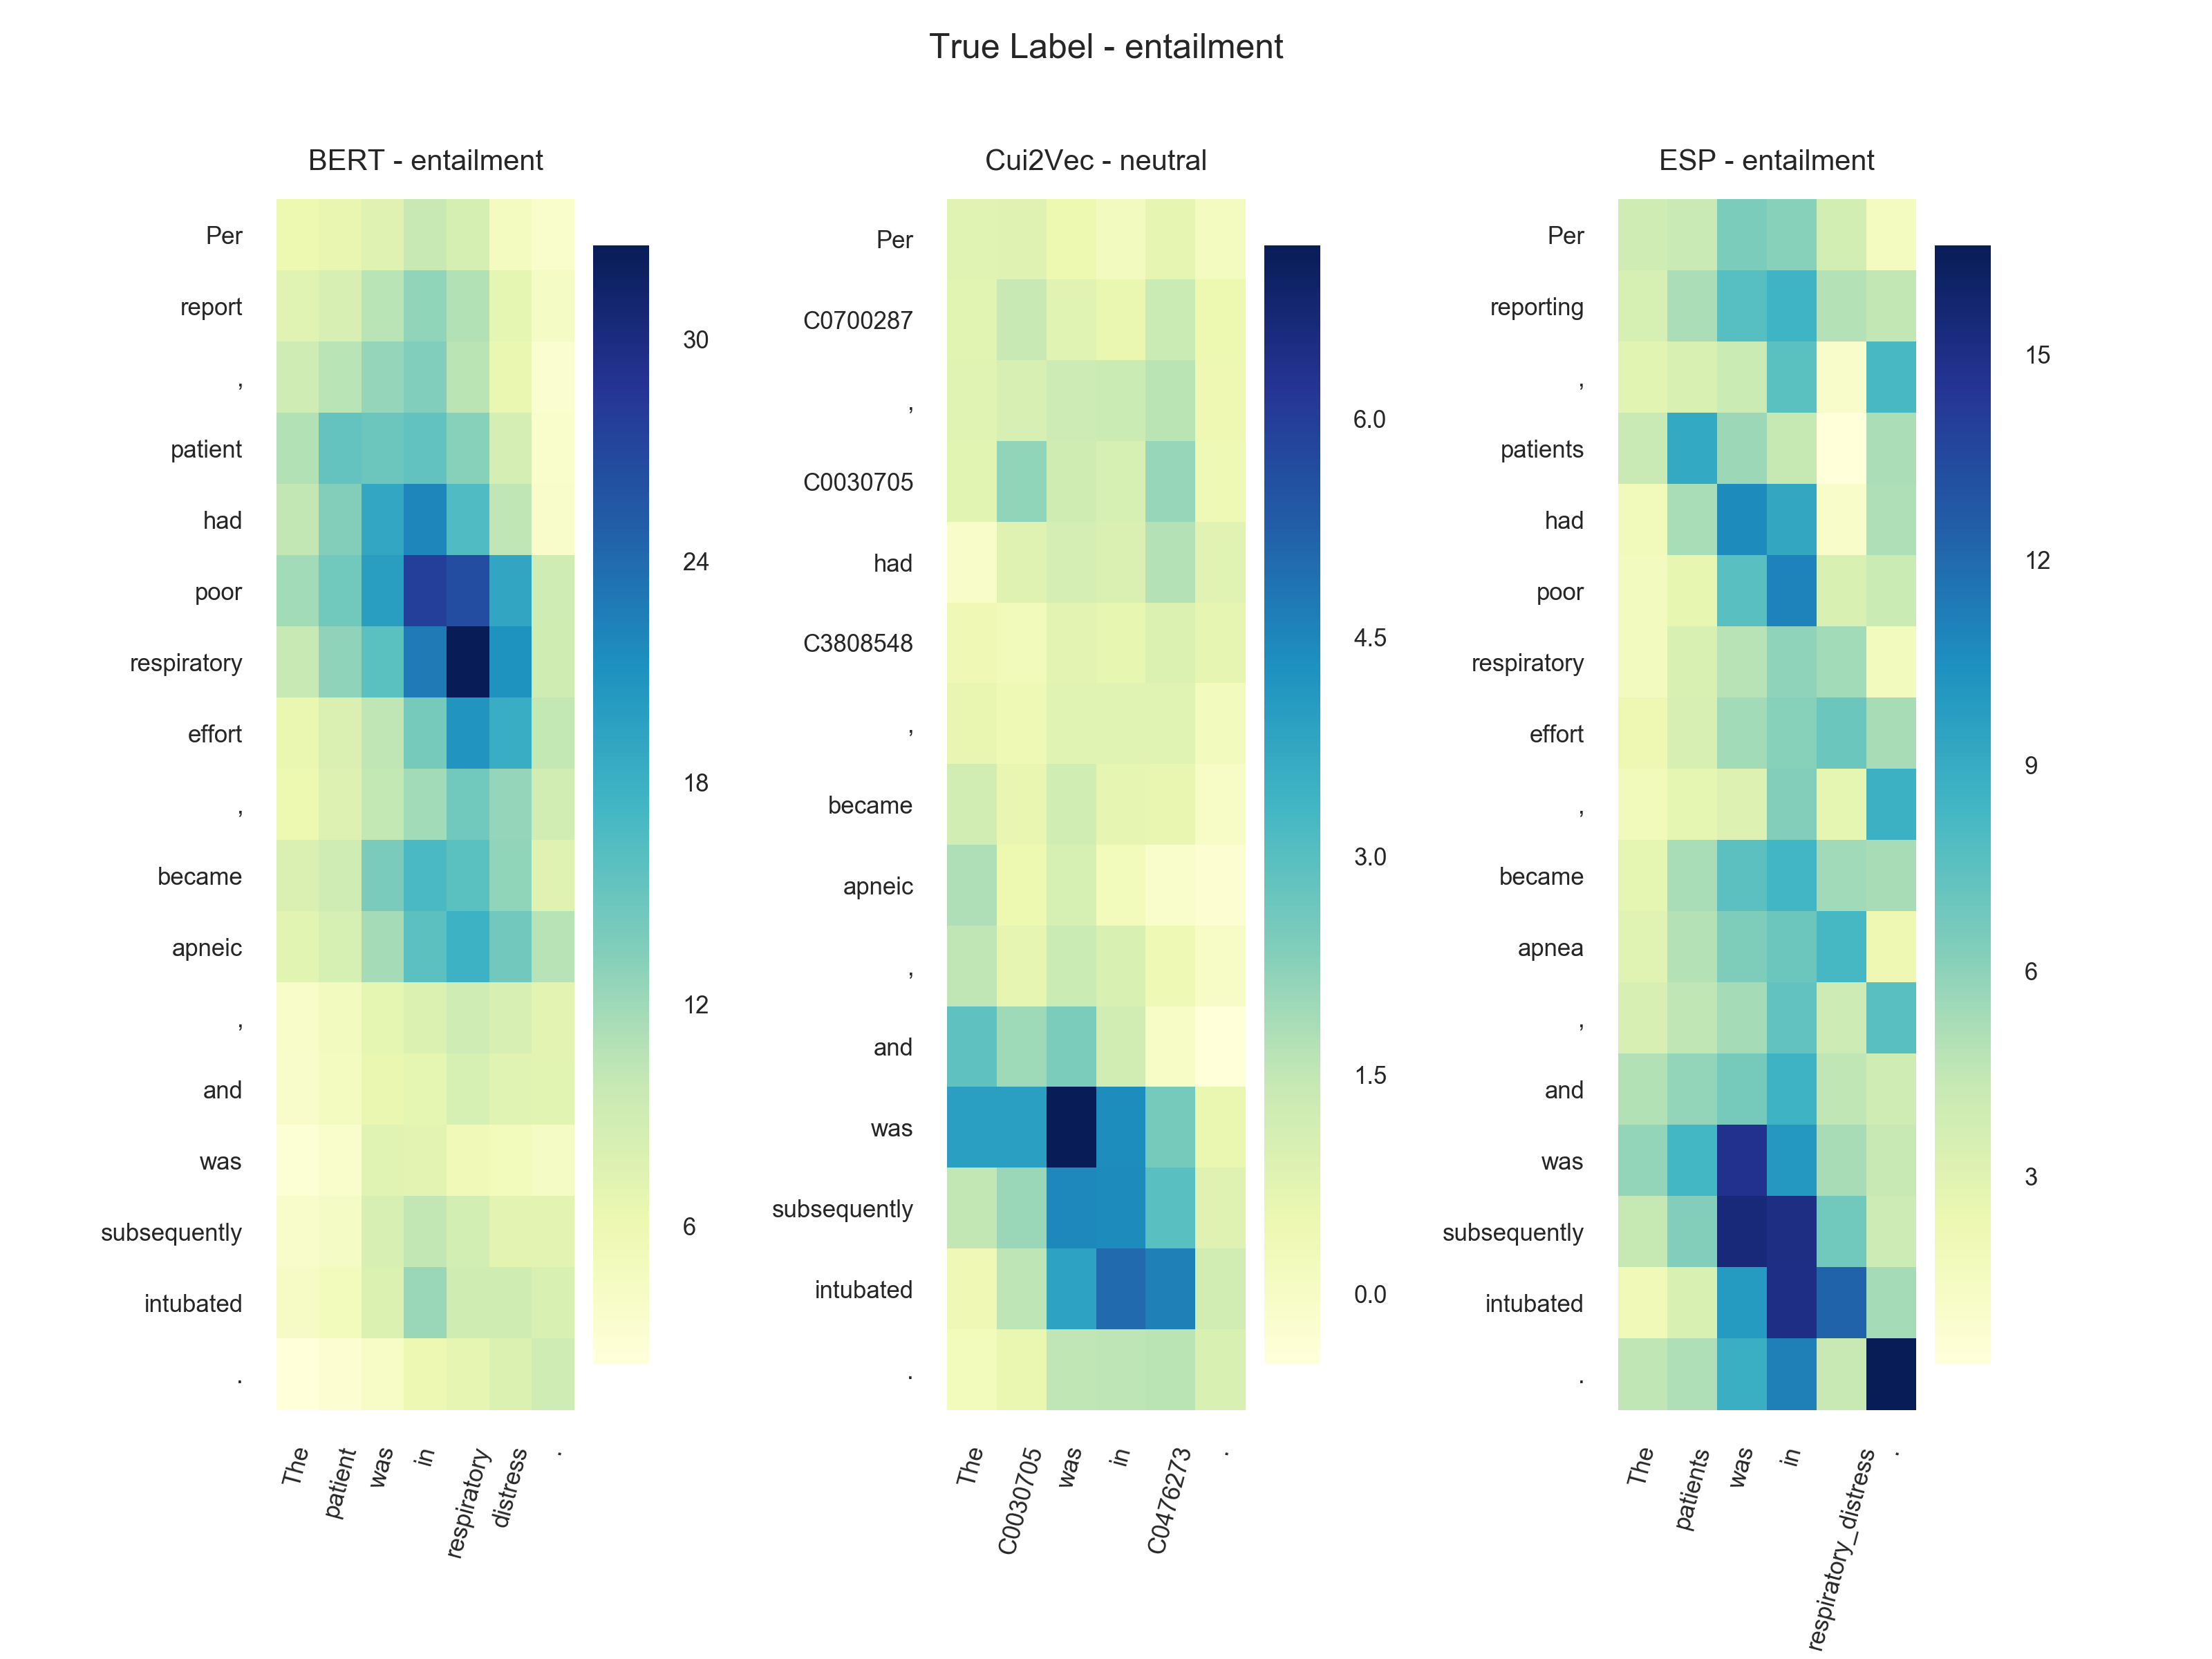 True Label - entailment
BERT - entailment
Per
report
,
patient
had
poor
respiratory
effort
,
became
apneic
,
and
was
subsequently
intubated
.
The
patient
was
in
respiratory
distress
.
30
24
18
12
6
Cui2Vec - neutral
Per
C0700287
,
C0030705
had
C3808548
,
became
apneic
,
and
was
subsequently
intubated
.
The
C0030705
was
in
C0476273
.
6.0
4.5
3.0
1.5
0.0
ESP - entailment
Per
reporting
,
patients
had
poor
respiratory
effort
,
became
apnea
,
and
was
subsequently
intubated
.
The
patients
was
in
respiratory_distress
.
15
12
9
6
3